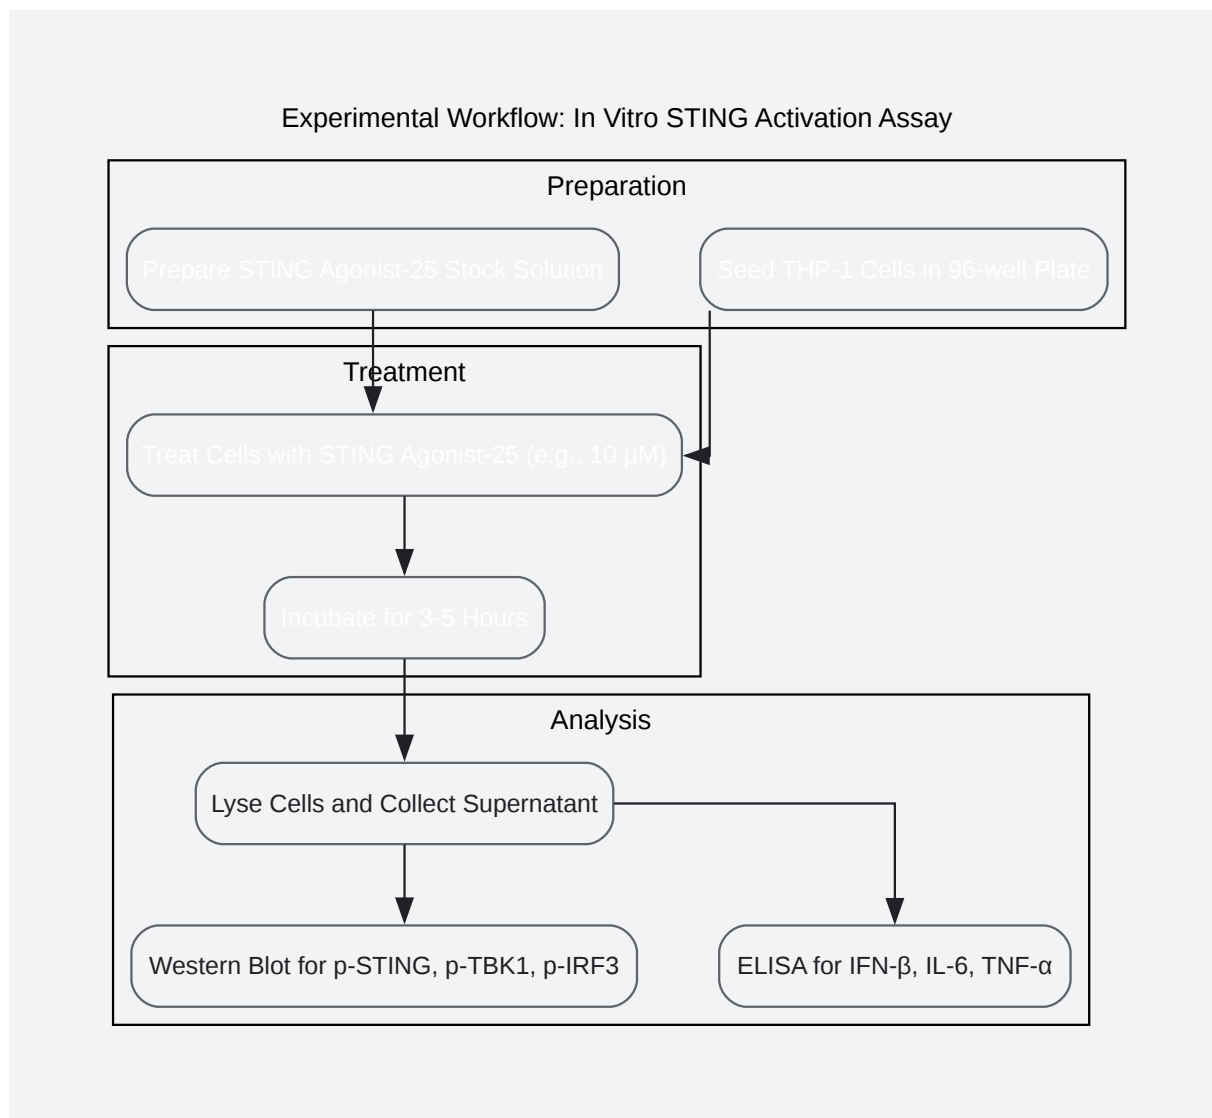 Experimental Workflow: In Vitro STING Activation Assay
Preparation
Prepare STING Agonist-25 Stock Solution
Seed THP-1 Cells in 96-well Plate
Treatment
Treat Cells with STING Agonist-25 (e.g., 10 µM)
Incubate for 3-5 Hours
Analysis
Lyse Cells and Collect Supernatant
Western Blot for p-STING, p-TBK1, p-IRF3
ELISA for IFN-β, IL-6, TNF-α